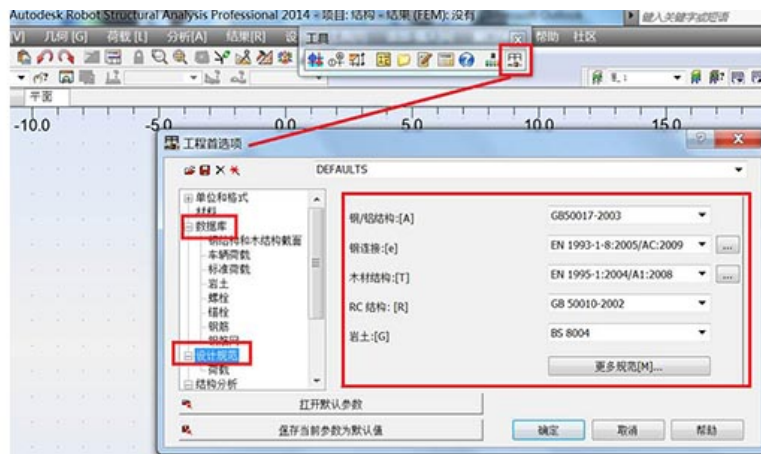 Autodesk Robot Structural Analysis Professional 2014 - 项目: 结构 - 结果 (FEM): 没有
键入关键字或短语
[V] 几何 [G] 荷载 [L] 分析[A] 结果[R] 设
工具
帮助 社区
平面
-10.0 -5.0 0.0 5.0 10.0 15.0
工程首选项
DEFAULTS
单位和格式
材料
数据库
钢结构和木结构截面
车辆荷载
标准荷载
岩土
螺栓
锚栓
钢筋
钢筋网
设计规范
荷载
结构分析
钢/铝结构:[A] GB50017-2003
钢连接:[e] EN 1993-1-8:2005/AC:2009 ...
木材结构:[T] EN 1995-1:2004/A1:2008 ...
RC 结构: [R] GB 50010-2002
岩土:[G] BS 8004
更多规范[M]...
打开默认参数
保存当前参数为默认值
确定 取消 帮助